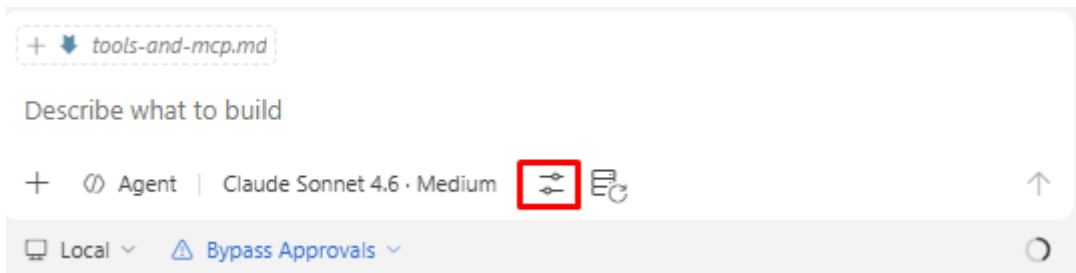 tools-and-mcp.md
Describe what to build
Agent | Claude Sonnet 4.6 · Medium
Local Bypass Approvals